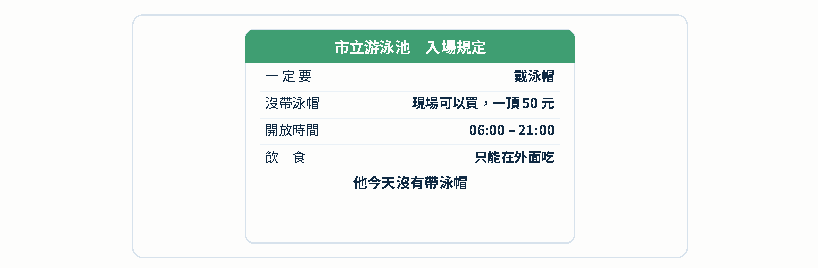 市立游泳池　入場規定
一定要　戴泳帽
沒帶泳帽　現場可以買，一頂 50 元
開放時間　06:00 – 21:00
飲　食　只能在外面吃
他今天沒有帶泳帽